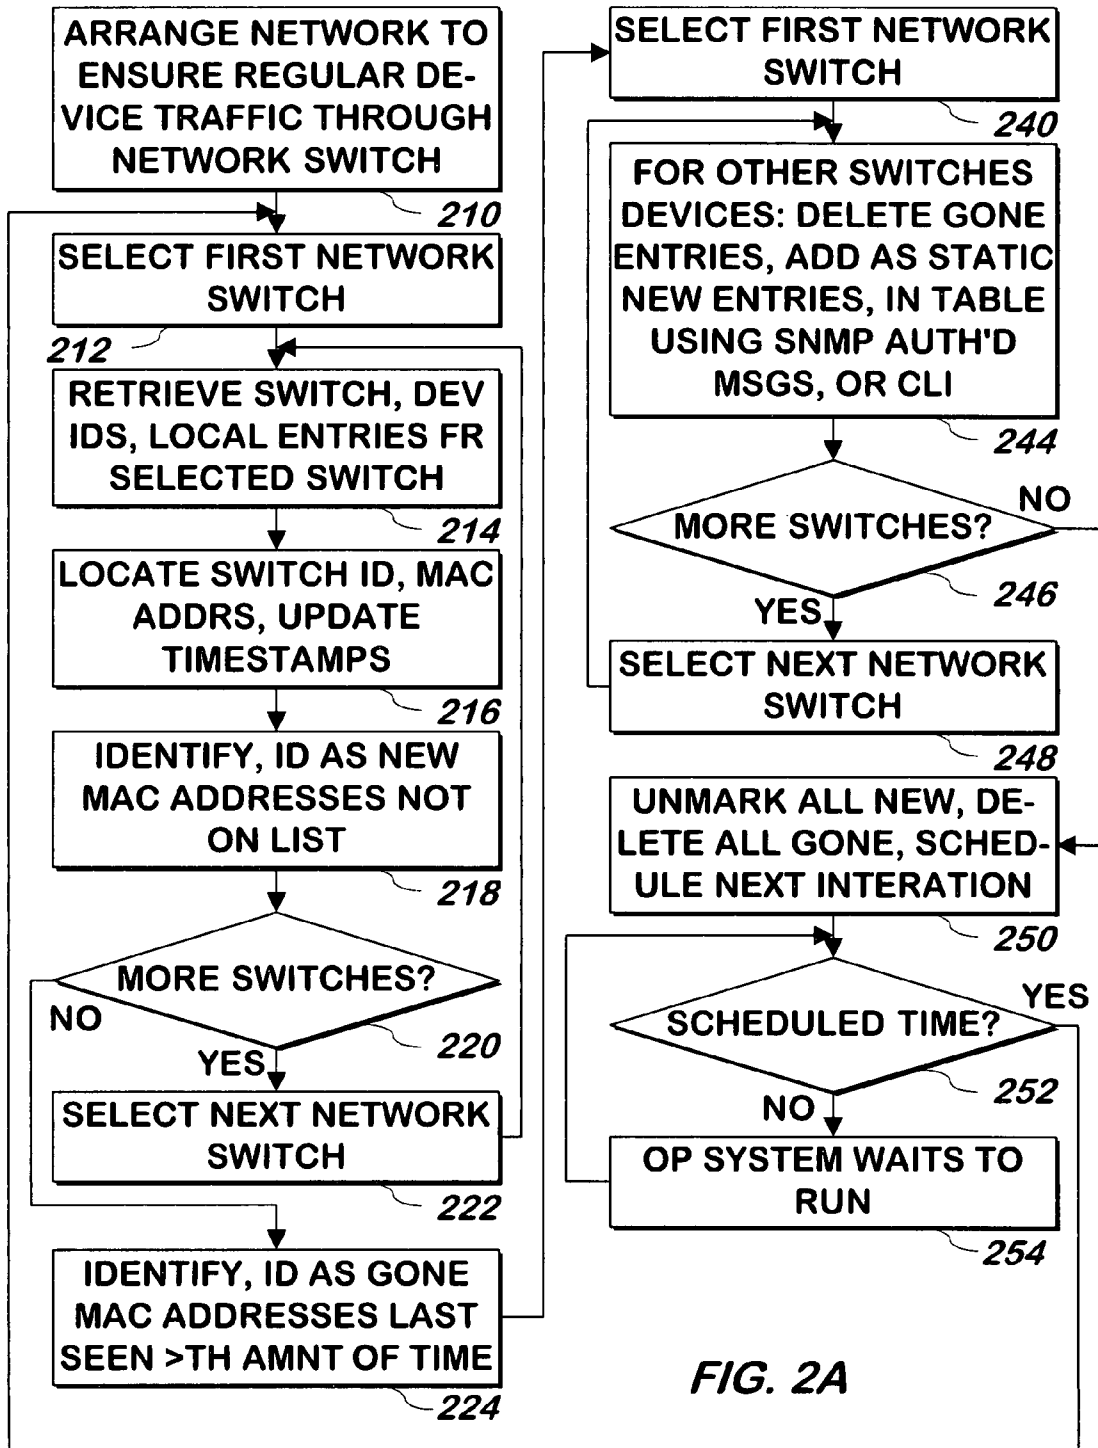 ARRANGE NETWORK TO
ENSURE REGULAR DE-
VICE TRAFFIC THROUGH
NETWORK SWITCH
210
SELECT FIRST NETWORK
SWITCH
212
RETRIEVE SWITCH, DEV
IDS, LOCAL ENTRIES FR
SELECTED SWITCH
214
LOCATE SWITCH ID, MAC
ADDRS, UPDATE
TIMESTAMPS
216
IDENTIFY, ID AS NEW
MAC ADDRESSES NOT
ON LIST
218
MORE SWITCHES?
NO
220
YES
SELECT NEXT NETWORK
SWITCH
222
IDENTIFY, ID AS GONE
MAC ADDRESSES LAST
SEEN >TH AMNT OF TIME
224
SELECT FIRST NETWORK
SWITCH
240
FOR OTHER SWITCHES
DEVICES: DELETE GONE
ENTRIES, ADD AS STATIC
NEW ENTRIES, IN TABLE
USING SNMP AUTH'D
MSGS, OR CLI
244
NO
MORE SWITCHES?
246
YES
SELECT NEXT NETWORK
SWITCH
248
UNMARK ALL NEW, DE-
LETE ALL GONE, SCHED-
ULE NEXT INTERATION
250
YES
SCHEDULED TIME?
252
NO
OP SYSTEM WAITS TO
RUN
254
FIG. 2A